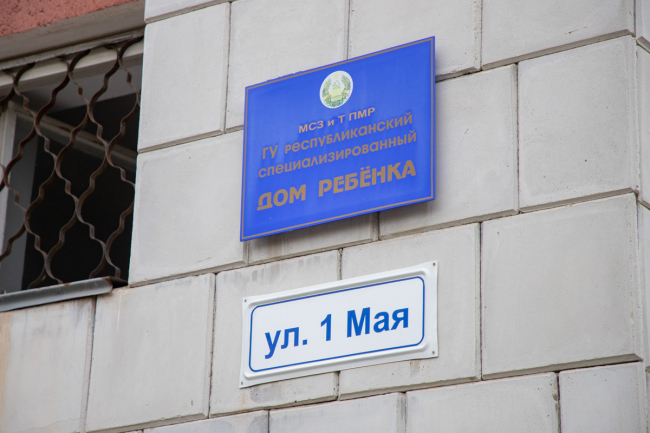 МСЗ и Т ПМР
ГУ РЕСПУБЛИКАНСКИЙ
СПЕЦИАЛИЗИРОВАННЫЙ
ДОМ РЕБЁНКА
ул. 1 Мая